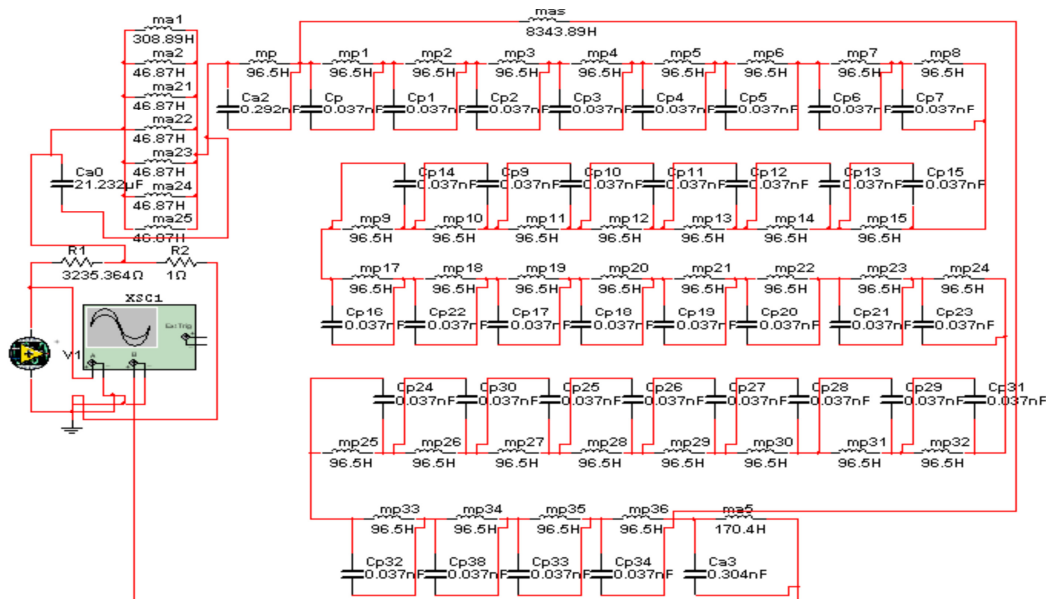 mas
8343.89H
ma1
308.89H
ma2
46.87H
ma21
46.87H
ma22
46.87H
ma23
46.87H
ma24
46.87H
ma25
46.87H
mp mp1 mp2 mp3 mp4 mp5 mp6 mp7 mp8
96.5H 96.5H 96.5H 96.5H 96.5H 96.5H 96.5H 96.5H 96.5H
Ca2 Cp Cp1 Cp2 Cp3 Cp4 Cp5 Cp6 Cp7
0.292nF 0.037nF 0.037nF 0.037nF 0.037nF 0.037nF 0.037nF 0.037nF 0.037nF
Ca0
21.232µF
Cp14 Cp9 Cp10 Cp11 Cp12 Cp13 Cp15
0.037nF 0.037nF 0.037nF 0.037nF 0.037nF 0.037nF 0.037nF
mp9 mp10 mp11 mp12 mp13 mp14 mp15
96.5H 96.5H 96.5H 96.5H 96.5H 96.5H 96.5H
R1 R2
3235.364Ω 1Ω
mp17 mp18 mp19 mp20 mp21 mp22 mp23 mp24
96.5H 96.5H 96.5H 96.5H 96.5H 96.5H 96.5H 96.5H
Cp16 Cp22 Cp17 Cp18 Cp19 Cp20 Cp21 Cp23
0.037nF 0.037nF 0.037nF 0.037nF 0.037nF 0.037nF 0.037nF 0.037nF
XSC1
Ext Trig
A B
V1
Cp24 Cp30 Cp25 Cp26 Cp27 Cp28 Cp29 Cp31
0.037nF 0.037nF 0.037nF 0.037nF 0.037nF 0.037nF 0.037nF 0.037nF
mp25 mp26 mp27 mp28 mp29 mp30 mp31 mp32
96.5H 96.5H 96.5H 96.5H 96.5H 96.5H 96.5H 96.5H
mp33 mp34 mp35 mp36 ma5
96.5H 96.5H 96.5H 96.5H 170.4H
Cp32 Cp38 Cp33 Cp34 Ca3
0.037nF 0.037nF 0.037nF 0.037nF 0.304nF